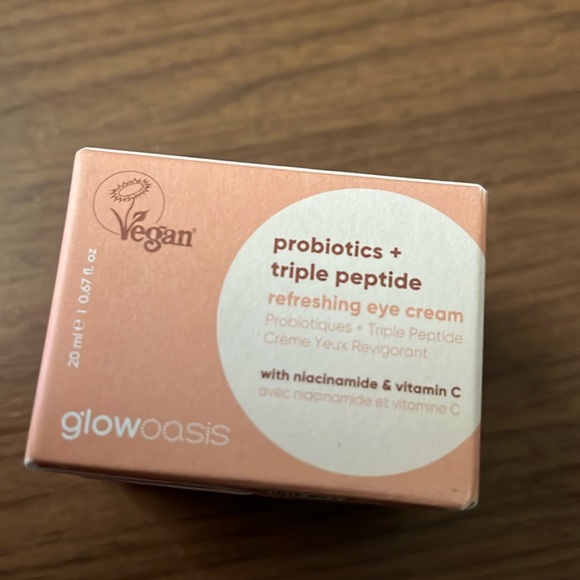 Vegan
probiotics +
triple peptide
refreshing eye cream
Probiotiques + Triple Peptide
Crème Yeux Revigorant
with niacinamide & vitamin C
avec niacinamide et vitamine C
20 ml ℮ | 0.67 fl. oz
glowoasis